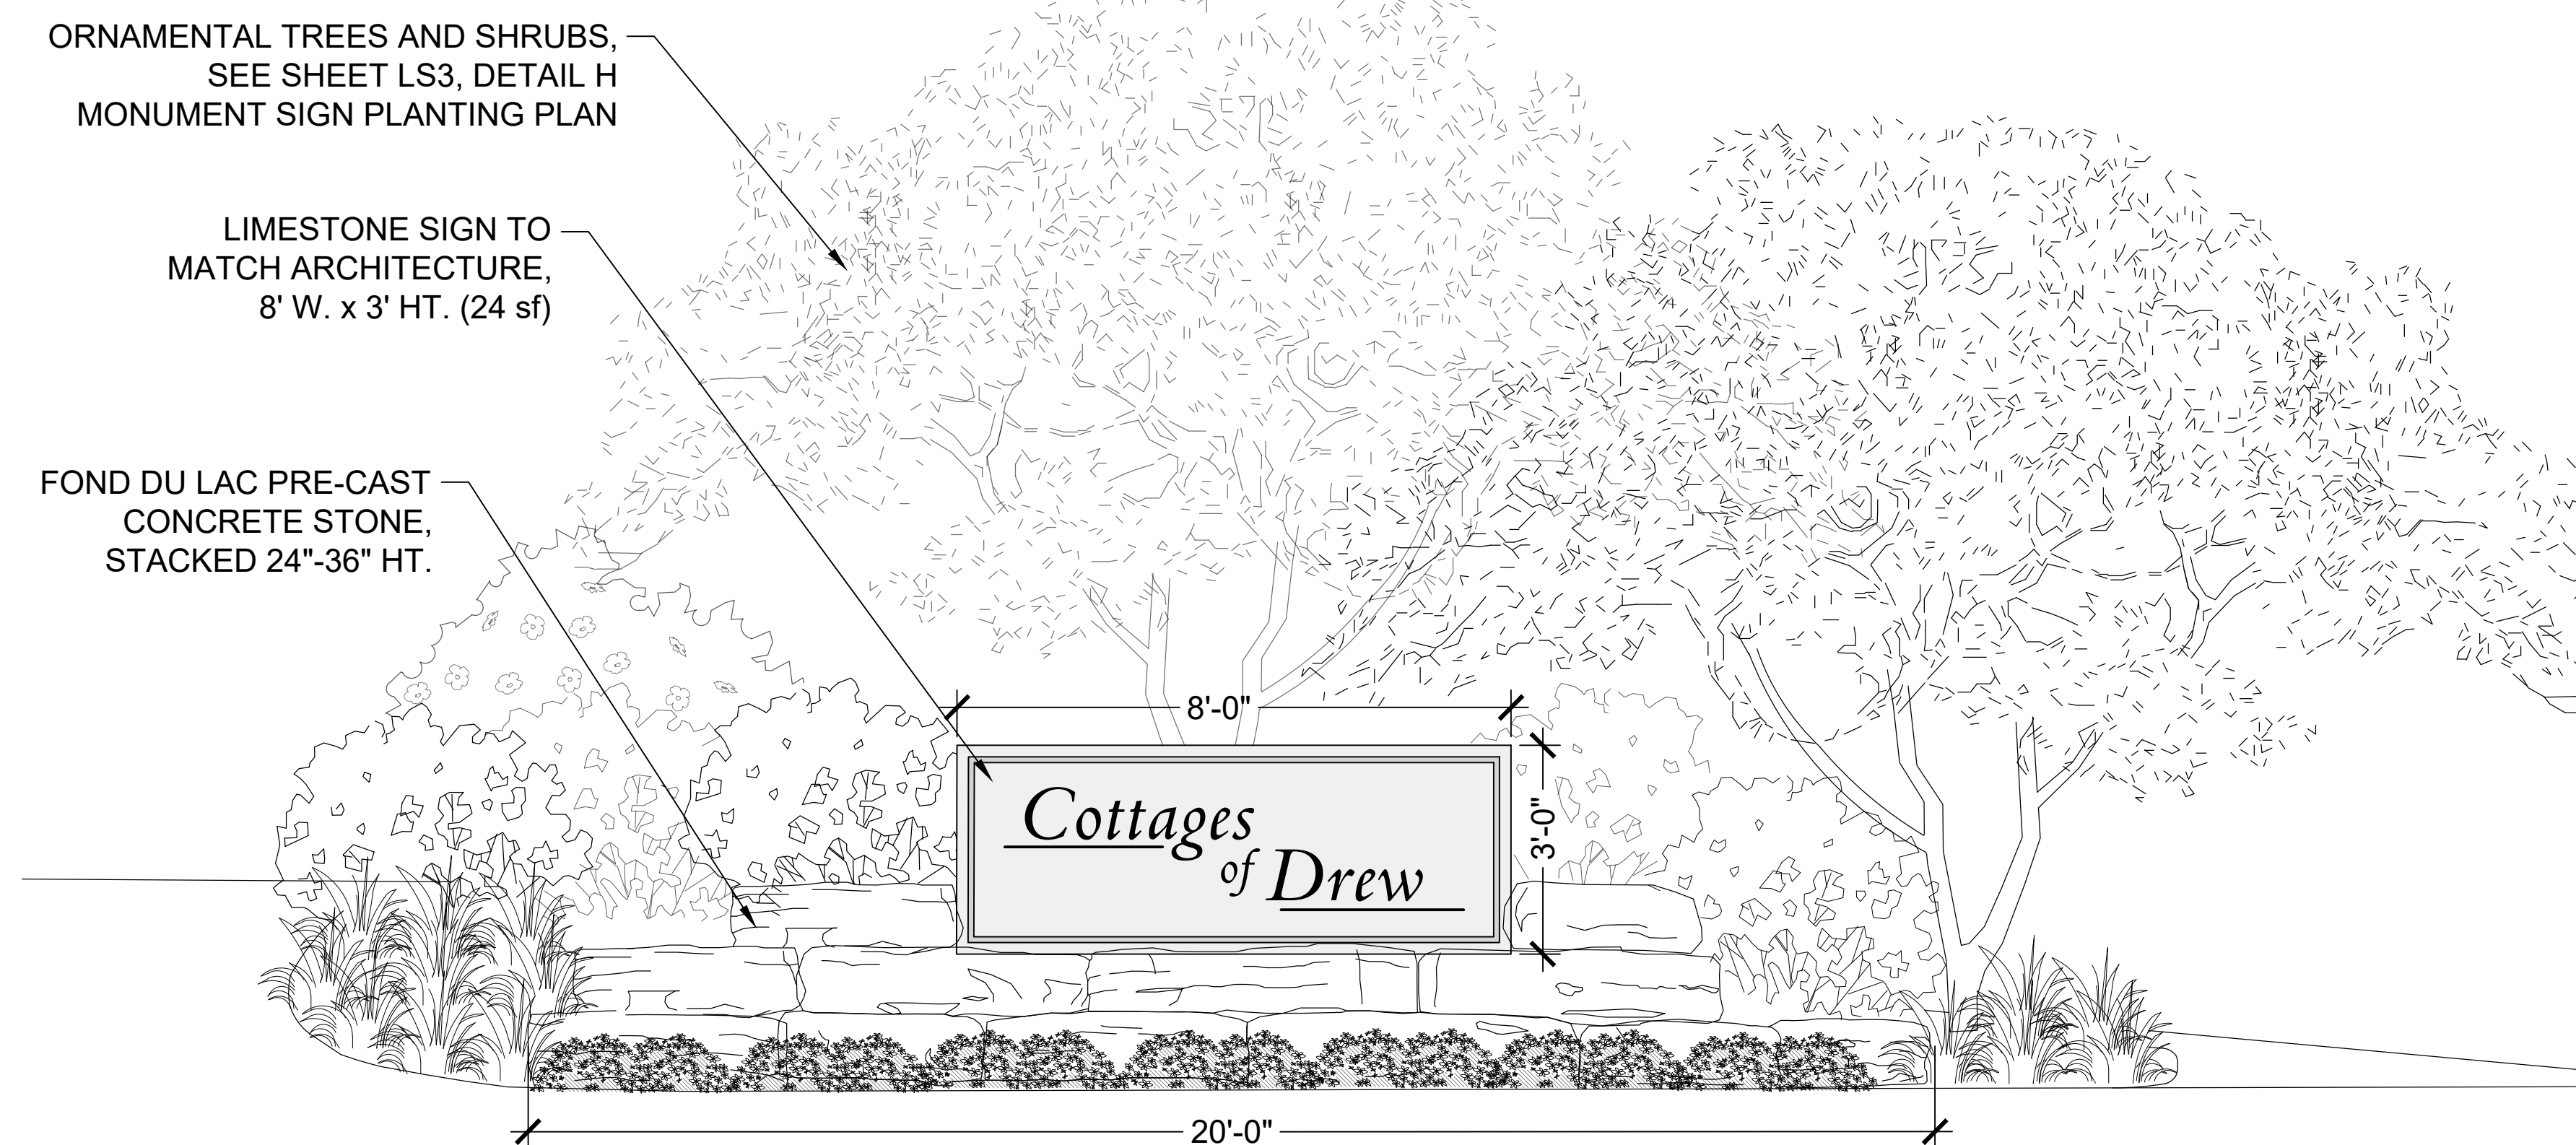 ORNAMENTAL TREES AND SHRUBS,
SEE SHEET LS3, DETAIL H
MONUMENT SIGN PLANTING PLAN
LIMESTONE SIGN TO
MATCH ARCHITECTURE,
8' W. x 3' HT. (24 sf)
FOND DU LAC PRE-CAST
CONCRETE STONE,
STACKED 24"-36" HT.
8'-0"
Cottages
of Drew
3'-0"
20'-0"